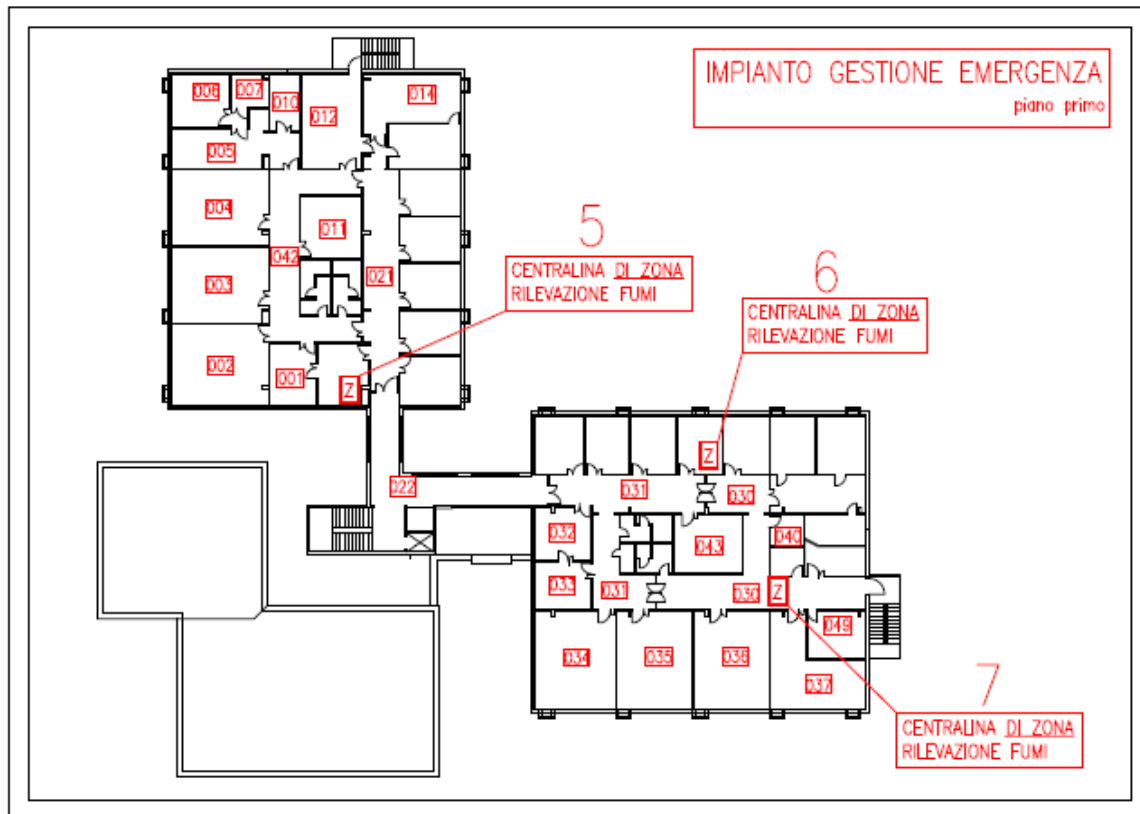 IMPIANTO GESTIONE EMERGENZA
piano primo
006
007
010
012
014
005
004
011
042
003
021
002
001
Z
5
CENTRALINA DI ZONA
RILEVAZIONE FUMI
6
CENTRALINA DI ZONA
RILEVAZIONE FUMI
Z
022
031
030
032
043
040
033
031
030
Z
049
034
035
036
037
7
CENTRALINA DI ZONA
RILEVAZIONE FUMI